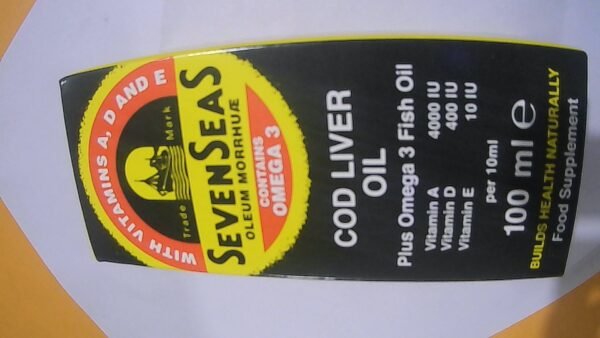 WITH VITAMINS A, D AND E
Trade Mark
SEVENSEAS
OLEUM MORRHUÆ
CONTAINS
OMEGA 3
COD LIVER
OIL
Plus Omega 3 Fish Oil
Vitamin A 4000 IU
Vitamin D 400 IU
Vitamin E 10 IU
per 10ml
100 ml e
BUILDS HEALTH NATURALLY
Food Supplement